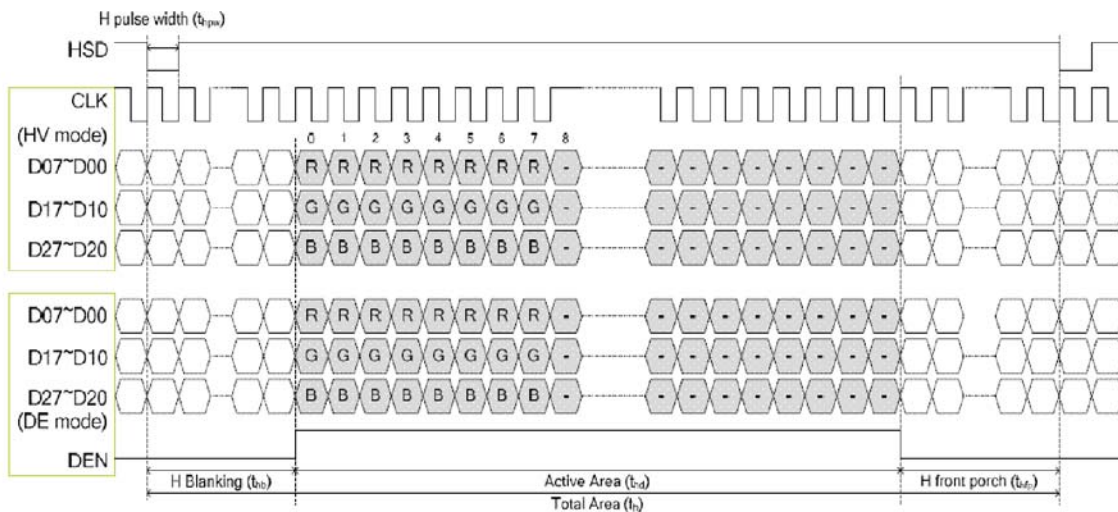 H pulse width (thpw)
HSD
CLK
(HV mode)
0 1 2 3 4 5 6 7 8
D07~D00 R R R R R R R R - - - - - - - - -
D17~D10 G G G G G G G G - - - - - - - - -
D27~D20 B B B B B B B B - - - - - - - - -
D07~D00 R R R R R R R R - - - - - - - - -
D17~D10 G G G G G G G G - - - - - - - - -
D27~D20 B B B B B B B B - - - - - - - - -
(DE mode)
DEN
H Blanking (thb) Active Area (thd) H front porch (thfp)
Total Area (th)